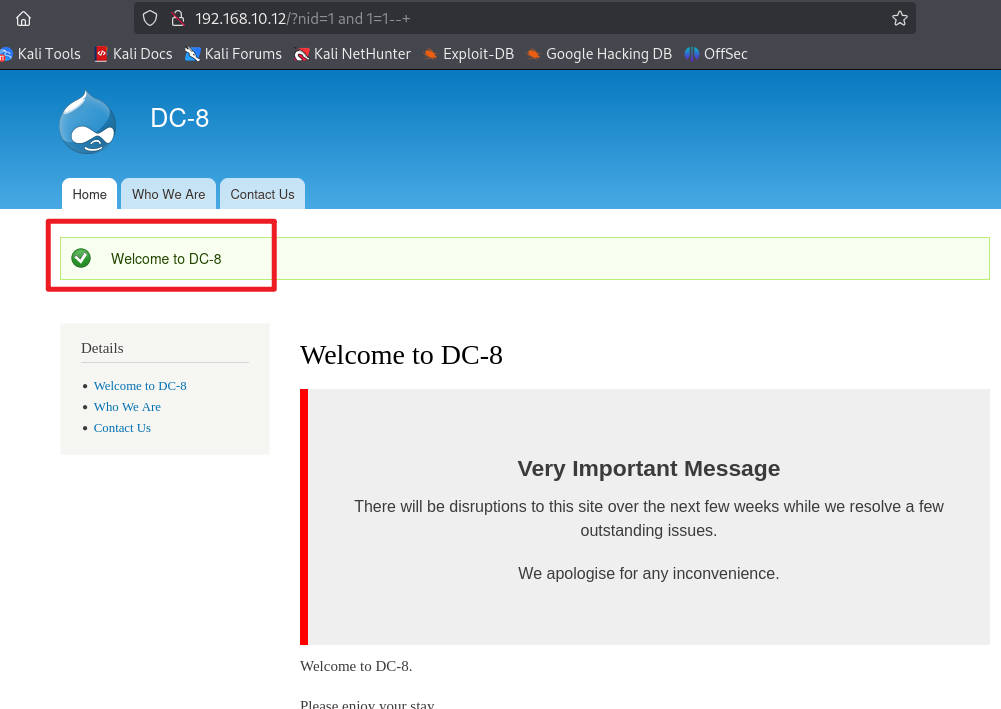 192.168.10.12/?nid=1 and 1=1--+
Kali Tools Kali Docs Kali Forums Kali NetHunter Exploit-DB Google Hacking DB OffSec
DC-8
Home Who We Are Contact Us
Welcome to DC-8
Details
Welcome to DC-8
Who We Are
Contact Us
Welcome to DC-8
Very Important Message
There will be disruptions to this site over the next few weeks while we resolve a few
outstanding issues.
We apologise for any inconvenience.
Welcome to DC-8.
Please enjoy your stay